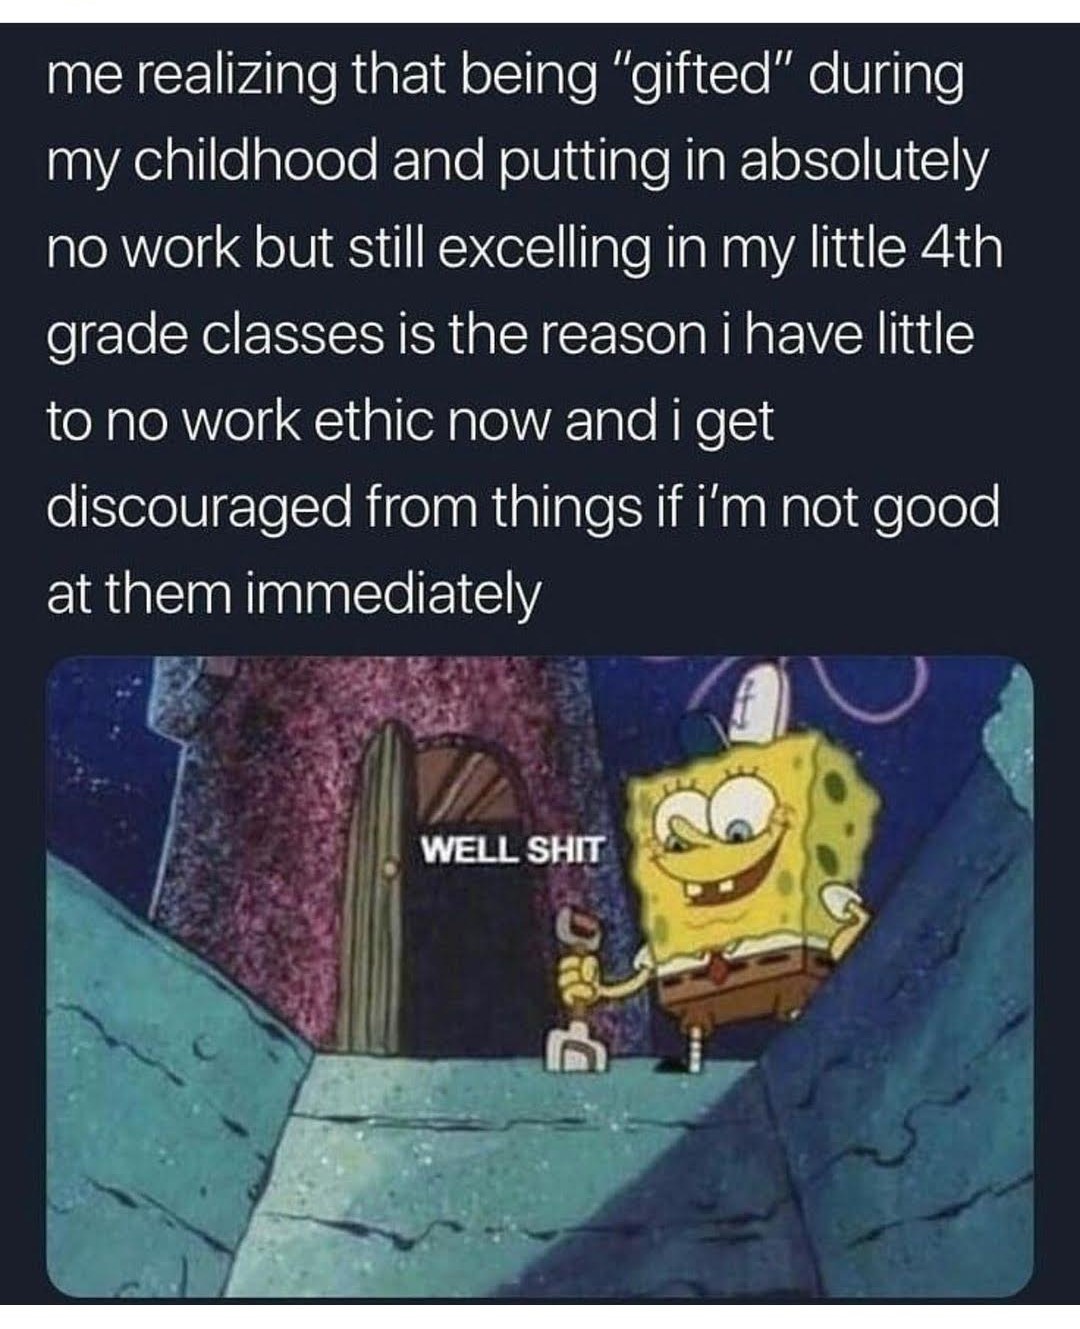 me realizing that being "gifted" during
my childhood and putting in absolutely
no work but still excelling in my little 4th
grade classes is the reason i have little
to no work ethic now and i get
discouraged from things if i'm not good
at them immediately
WELL SHIT